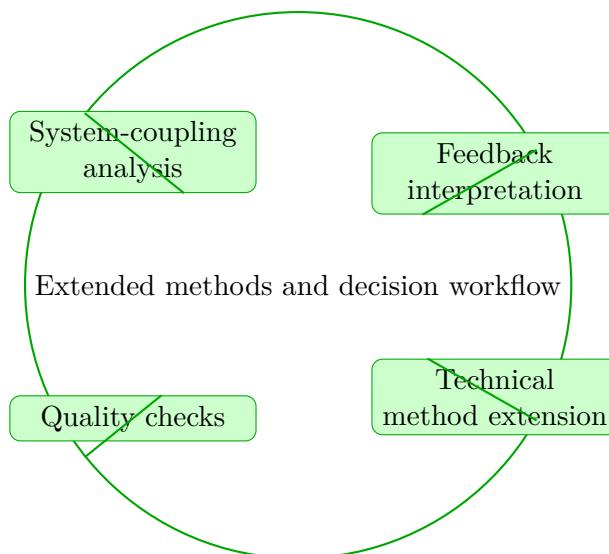 System-coupling
analysis
Feedback
interpretation
Extended methods and decision workflow
Quality checks
Technical
method extension